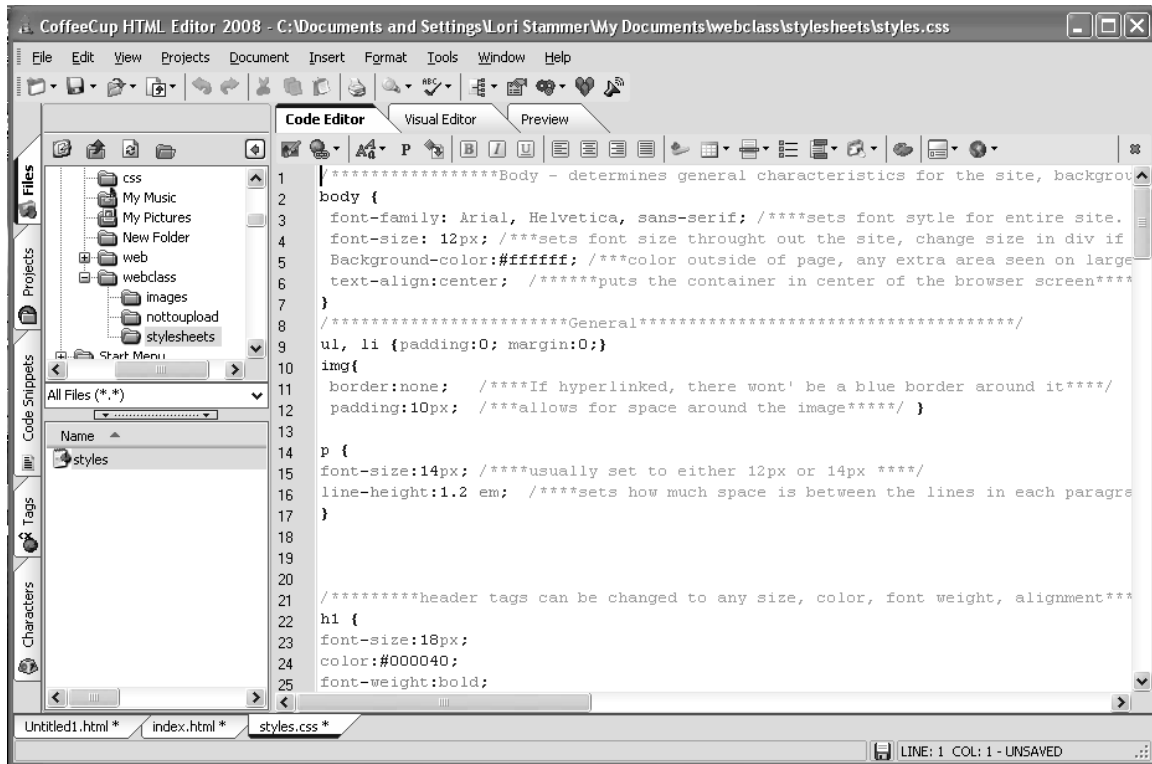 CoffeeCup HTML Editor 2008 - C:\Documents and Settings\Lori Stammer\My Documents\webclass\stylesheets\styles.css
File Edit View Projects Document Insert Format Tools Window Help
Code Editor Visual Editor Preview
Files
Projects
Code Snippets
Tags
Characters
css
My Music
My Pictures
New Folder
web
webclass
images
nottoupload
stylesheets
Start Menu
All Files (*.*)
Name
styles
1 /*****************Body - determines general characteristics for the site, backgrou
2 body {
3 font-family: Arial, Helvetica, sans-serif; /****sets font sytle for entire site.
4 font-size: 12px; /***sets font size throught out the site, change size in div if
5 Background-color:#ffffff; /***color outside of page, any extra area seen on large
6 text-align:center; /******puts the container in center of the browser screen****
7 }
8 /************************General**************************************/
9 ul, li {padding:0; margin:0;}
10 img{
11 border:none; /****If hyperlinked, there wont' be a blue border around it****/
12 padding:10px; /***allows for space around the image*****/ }
13
14 p {
15 font-size:14px; /****usually set to either 12px or 14px ****/
16 line-height:1.2 em; /****sets how much space is between the lines in each paragra
17 }
18
19
20
21 /*********header tags can be changed to any size, color, font weight, alignment***
22 h1 {
23 font-size:18px;
24 color:#000040;
25 font-weight:bold;
Untitled1.html * index.html * styles.css *
LINE: 1 COL: 1 - UNSAVED